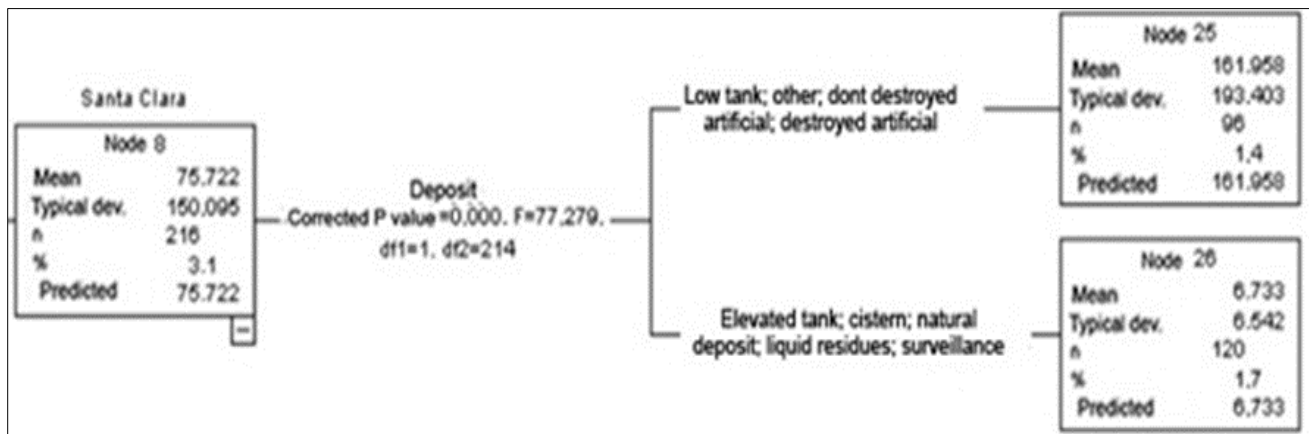 Santa Clara
Node 8
Mean 75.722
Typical dev. 150.095
n 216
% 3.1
Predicted 75.722
Deposit
Corrected P value =0,000. F=77,279.
df1=1. df2=214
Low tank; other; dont destroyed
artificial; destroyed artificial
Node 25
Mean 161.958
Typical dev. 193.403
n 96
% 1.4
Predicted 161.958
Elevated tank; cistern; natural
deposit; liquid residues; surveillance
Node 26
Mean 6.733
Typical dev. 6.542
n 120
% 1.7
Predicted 6.733